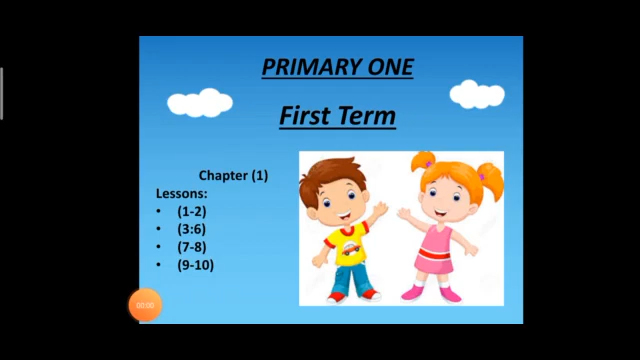 PRIMARY ONE
First Term
Chapter (1)
Lessons:
• (1-2)
• (3:6)
• (7-8)
• (9-10)
00:00